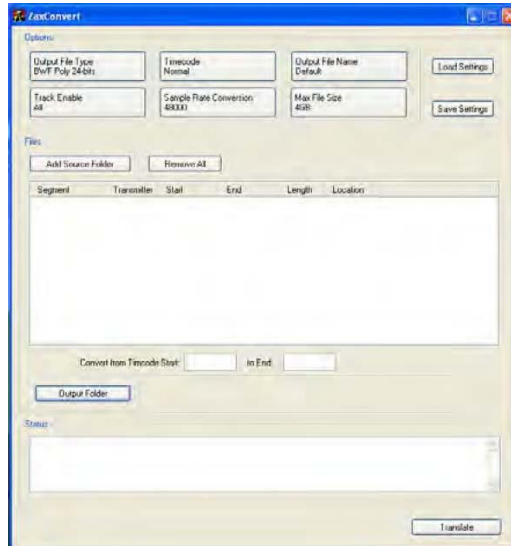 ZaxConvert
Options
Output File Type
BWF Poly 24-bits
Timecode
Normal
Output File Name
Default
Load Settings
Track Enable
All
Sample Rate Conversion
48000
Max File Size
4GB
Save Settings
Files
Add Source Folder
Remove All
Segment Transmitter Start End Length Location
Convert from Timcode Start: to End:
Output Folder
Status
Translate